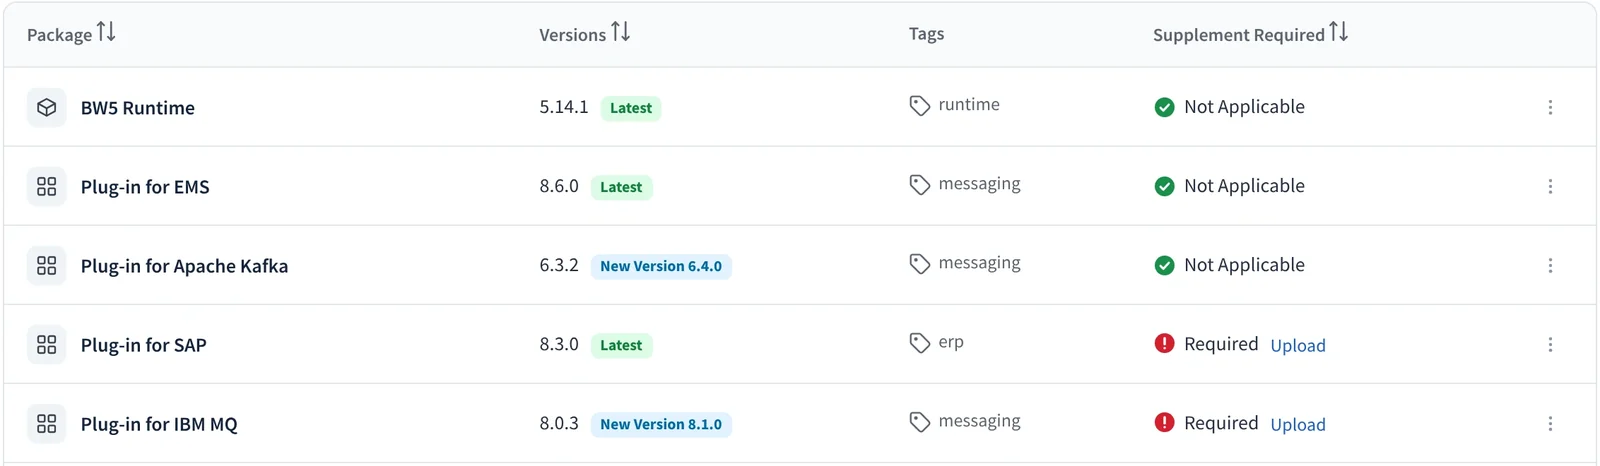 Package Versions Tags Supplement Required
BW5 Runtime 5.14.1 Latest runtime Not Applicable
Plug-in for EMS 8.6.0 Latest messaging Not Applicable
Plug-in for Apache Kafka 6.3.2 New Version 6.4.0 messaging Not Applicable
Plug-in for SAP 8.3.0 Latest erp Required Upload
Plug-in for IBM MQ 8.0.3 New Version 8.1.0 messaging Required Upload